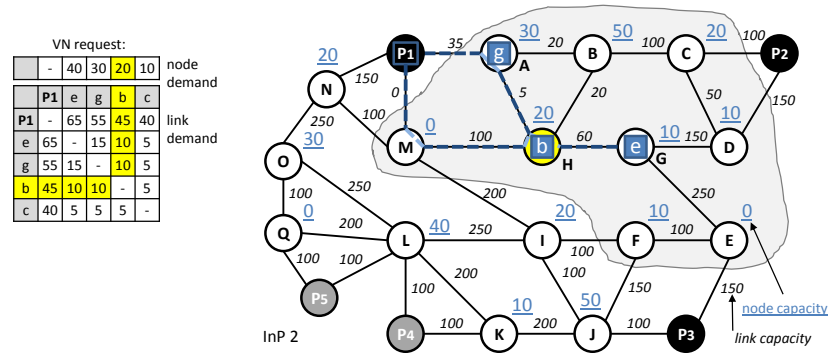 VN request:
- 40 30 20 10
node demand
P1 e g b c
P1 - 65 55 45 40
link demand
e 65 - 15 10 5
g 55 15 - 10 5
b 45 10 10 - 5
c 40 5 5 5 -
30 50 20
20 P1 35 g 20 B 100 C 100 P2
A
N 150 0 5 20 50 150
100 20 10
250 0 10
30 M 100 b 60 e 150 D
H G
O
100 250 200 250
0 20 10 0
Q 200 40
L 250 I 100 F 100 E
100 100 100 150 150
P5 200 node capacity
100 10 50
P4 100 K 200 J 100 P3 link capacity
InP 2